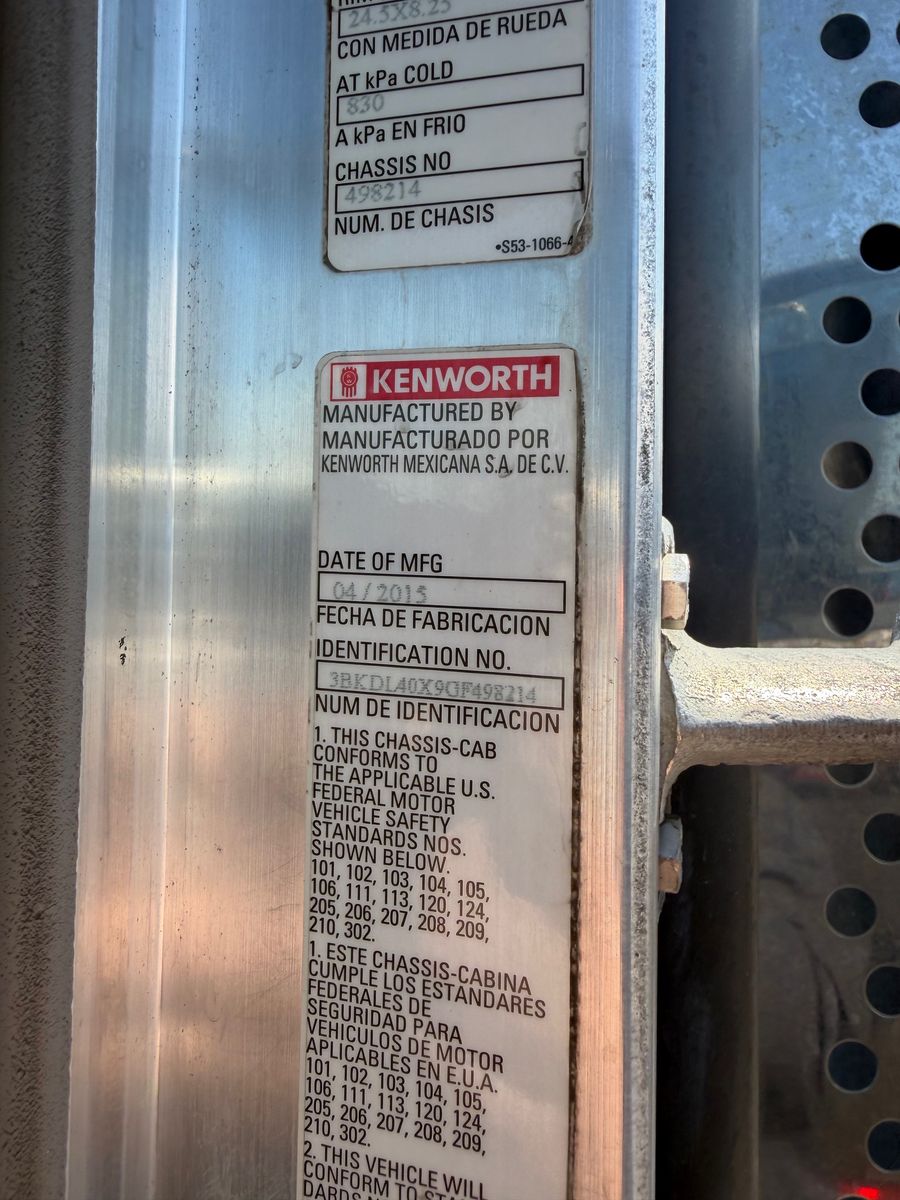 24.5X8.25
CON MEDIDA DE RUEDA
AT kPa COLD
830
A kPa EN FRIO
CHASSIS NO
498214
NUM. DE CHASIS
•S53-1066-4
KENWORTH
MANUFACTURED BY
MANUFACTURADO POR
KENWORTH MEXICANA S.A. DE C.V.
DATE OF MFG
04 / 2015
FECHA DE FABRICACION
IDENTIFICATION NO.
3BKDL40X9GF498214
NUM DE IDENTIFICACION
1. THIS CHASSIS-CAB
CONFORMS TO
THE APPLICABLE U.S.
FEDERAL MOTOR
VEHICLE SAFETY
STANDARDS NOS.
SHOWN BELOW.
101, 102, 103, 104, 105,
106, 111, 113, 120, 124,
205, 206, 207, 208, 209,
210, 302.
1. ESTE CHASSIS-CABINA
CUMPLE LOS ESTANDARES
FEDERALES DE
SEGURIDAD PARA
VEHICULOS DE MOTOR
APLICABLES EN E.U.A.
101, 102, 103, 104, 105,
106, 111, 113, 120, 124,
205, 206, 207, 208, 209,
210, 302.
2. THIS VEHICLE WILL
CONFORM TO